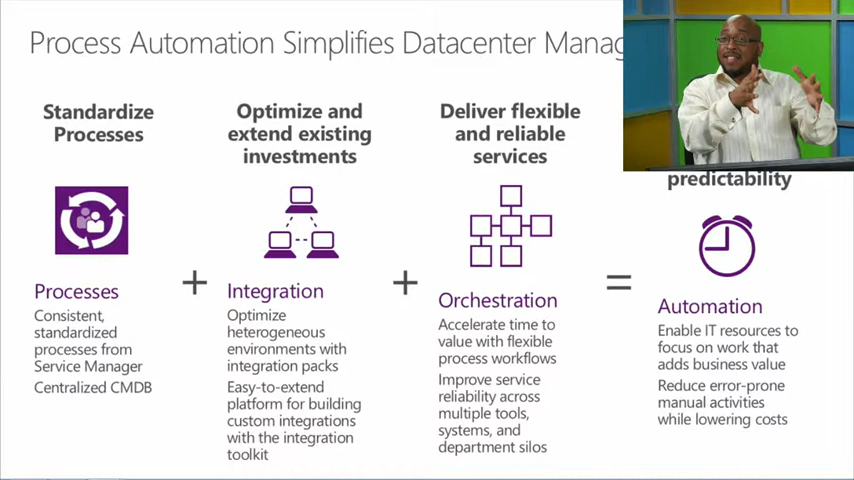 Process Automation Simplifies Datacenter
Standardize
Processes
Optimize and
extend existing
investments
Deliver flexible
and reliable
services
predictability
Processes
Consistent,
standardized
processes from
Service Manager
Centralized CMDB
+
Integration
Optimize
heterogeneous
environments with
integration packs
Easy-to-extend
platform for building
custom integrations
with the integration
toolkit
+
Orchestration
Accelerate time to
value with flexible
process workflows
Improve service
reliability across
multiple tools,
systems, and
department silos
=
Automation
Enable IT resources to
focus on work that
adds business value
Reduce error-prone
manual activities
while lowering costs